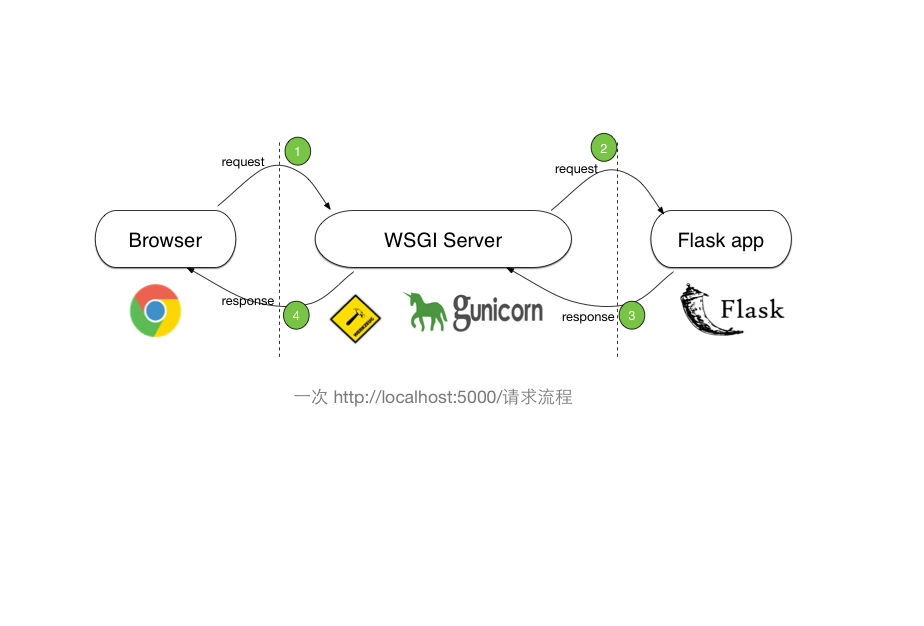 1
2
request
request
Browser
WSGI Server
Flask app
response
4
gunicorn
response
3
Flask
一次 http://localhost:5000/请求流程